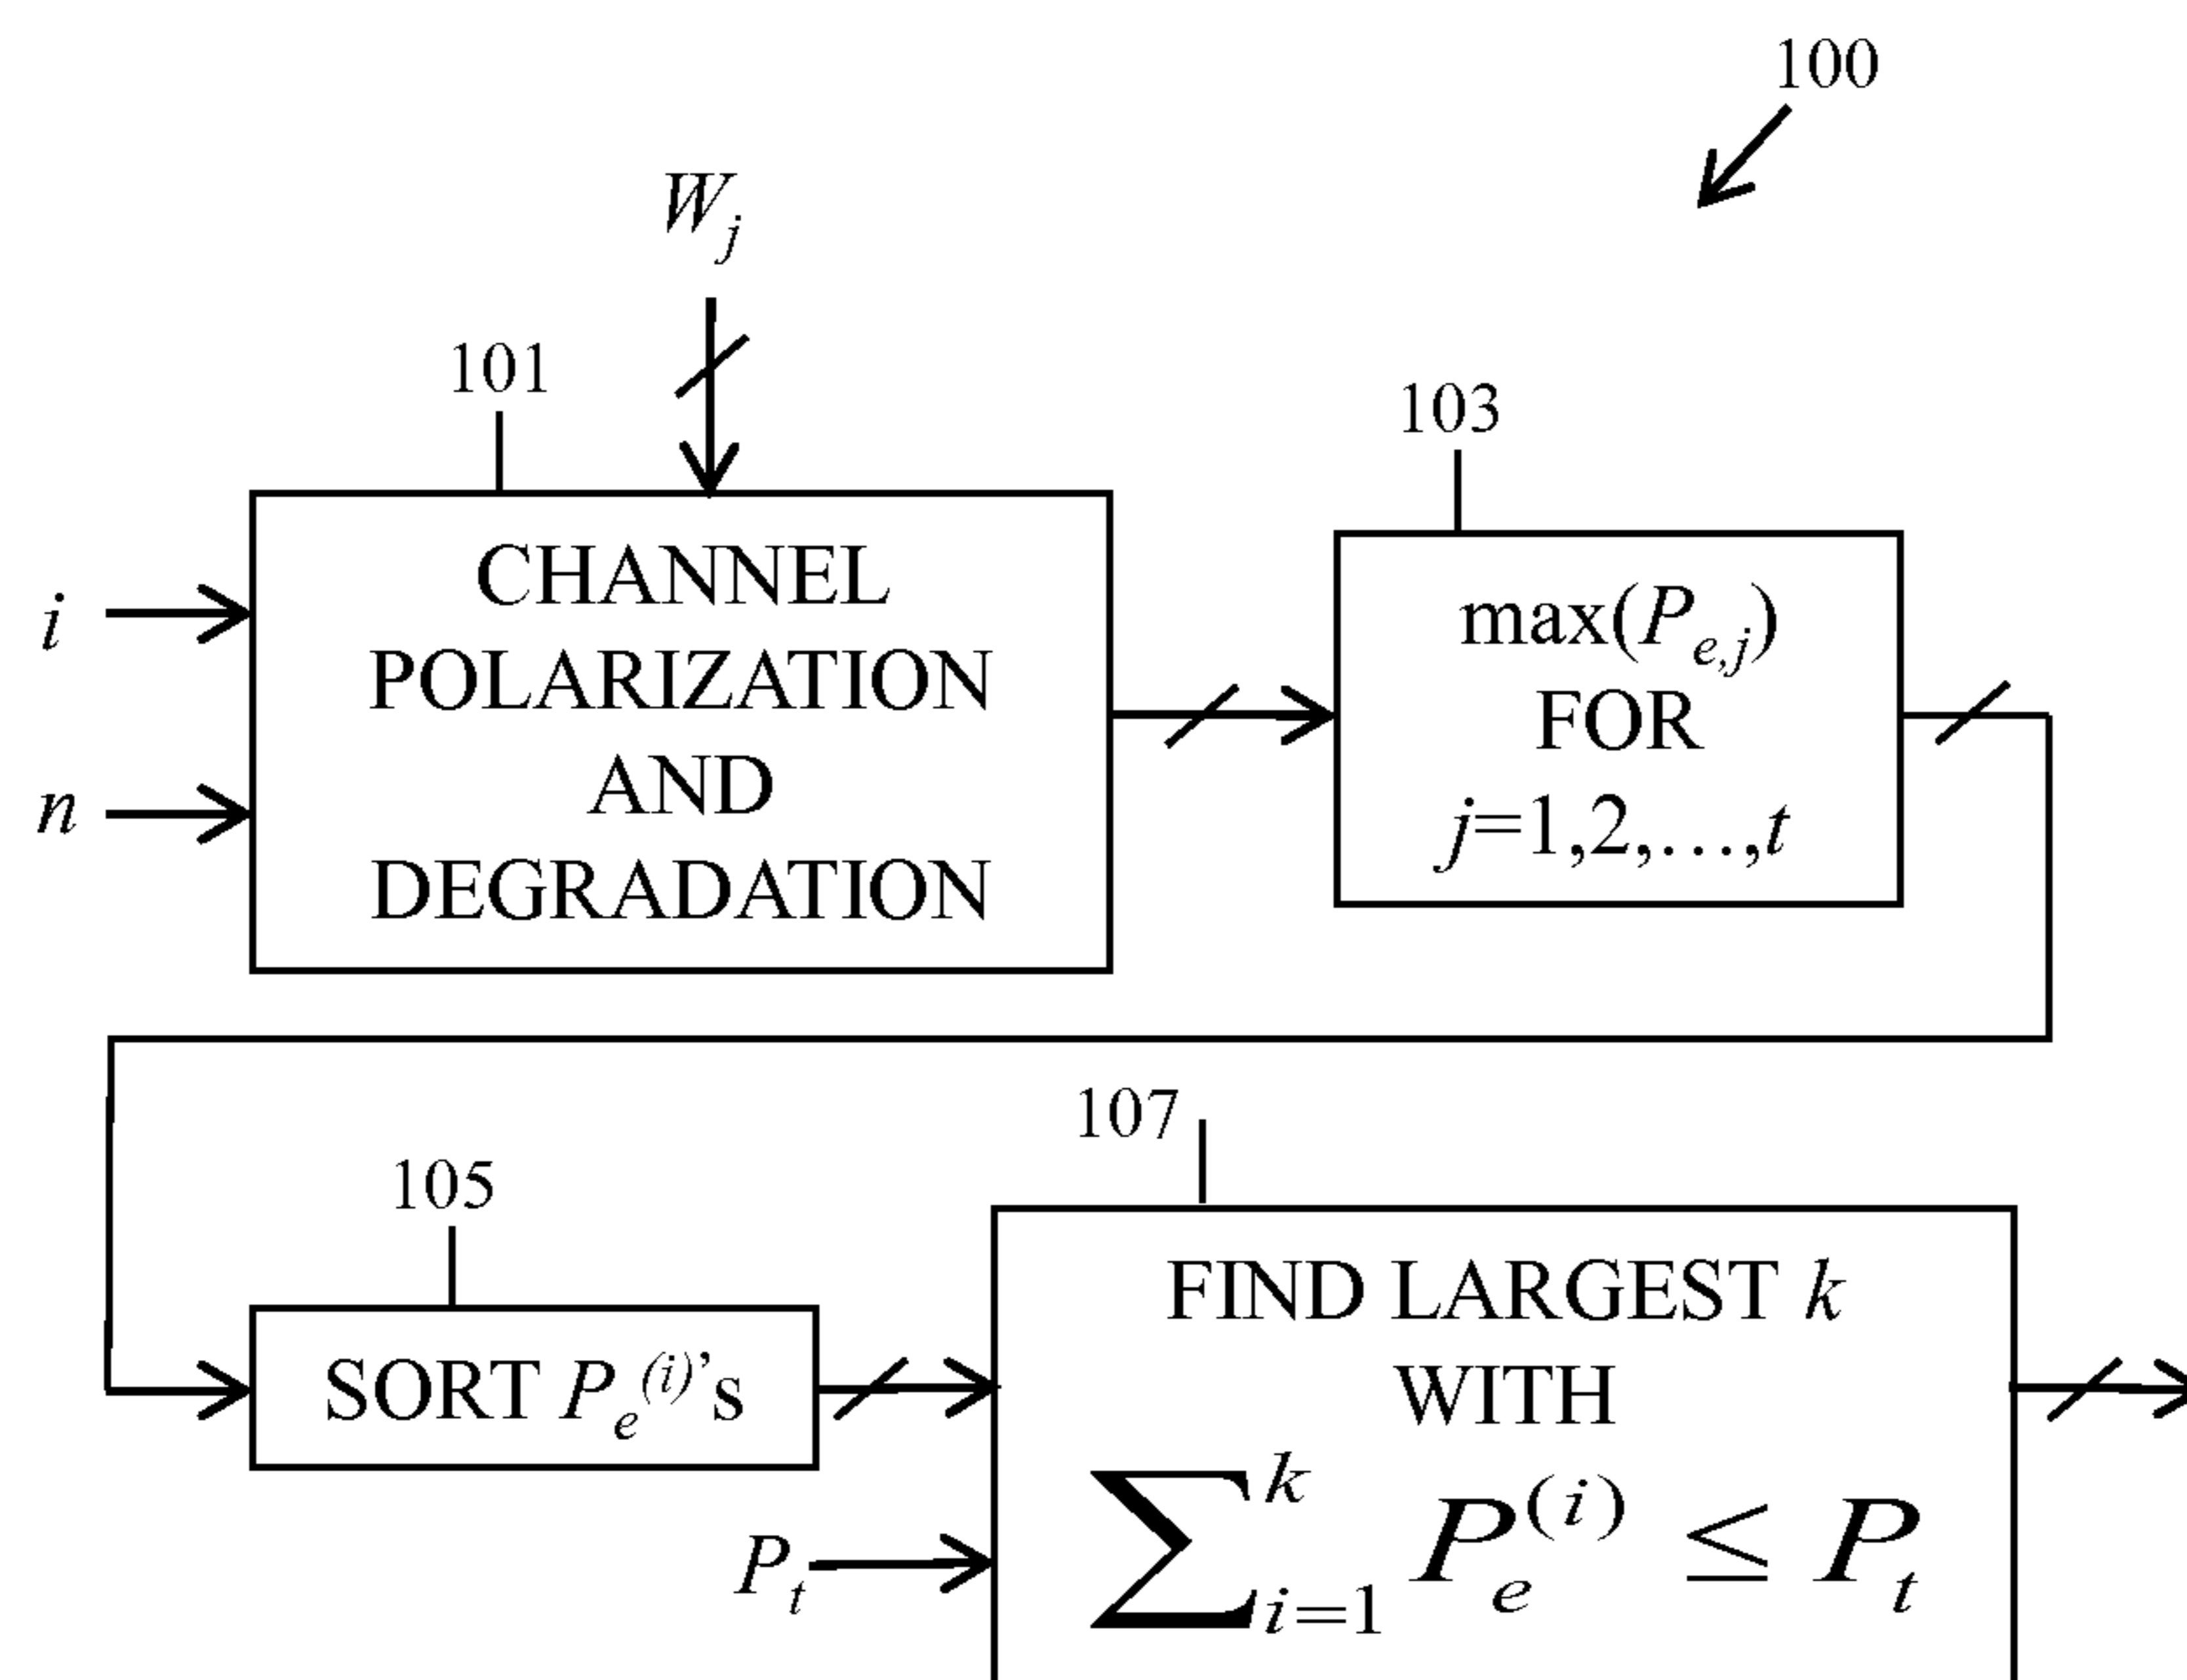 100
W_j
101
103
i
n
CHANNEL
POLARIZATION
AND
DEGRADATION
max(P_{e,j})
FOR
j=1,2,…,t
105
107
SORT P_e^{(i)}’s
P_t
FIND LARGEST k
WITH
∑_{i=1}^{k} P_e^{(i)} ≤ P_t